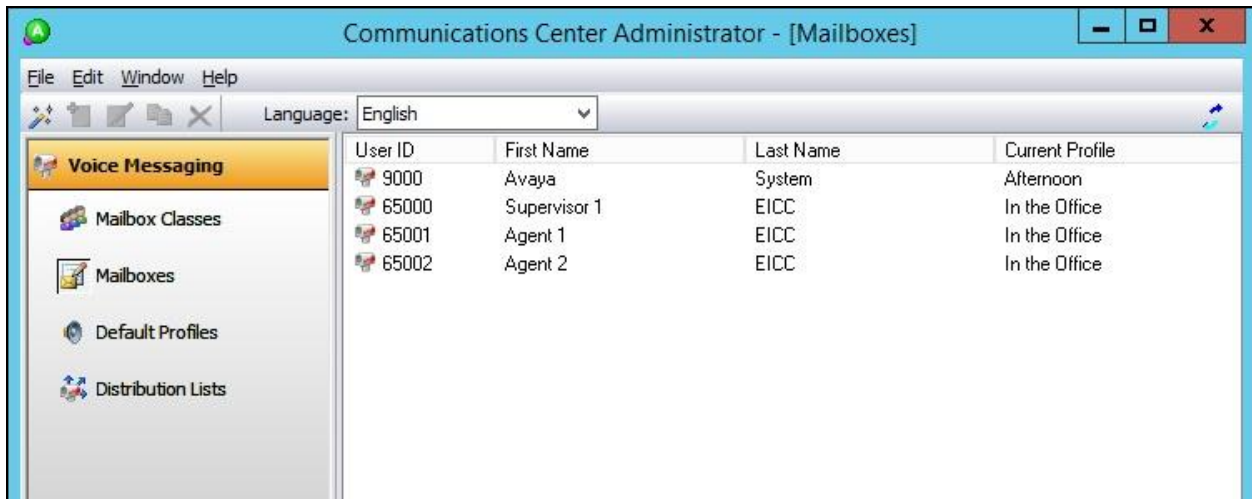 Communications Center Administrator - [Mailboxes]
File Edit Window Help
Language: English
Voice Messaging
Mailbox Classes
Mailboxes
Default Profiles
Distribution Lists
User ID First Name Last Name Current Profile
9000 Avaya System Afternoon
65000 Supervisor 1 EICC In the Office
65001 Agent 1 EICC In the Office
65002 Agent 2 EICC In the Office